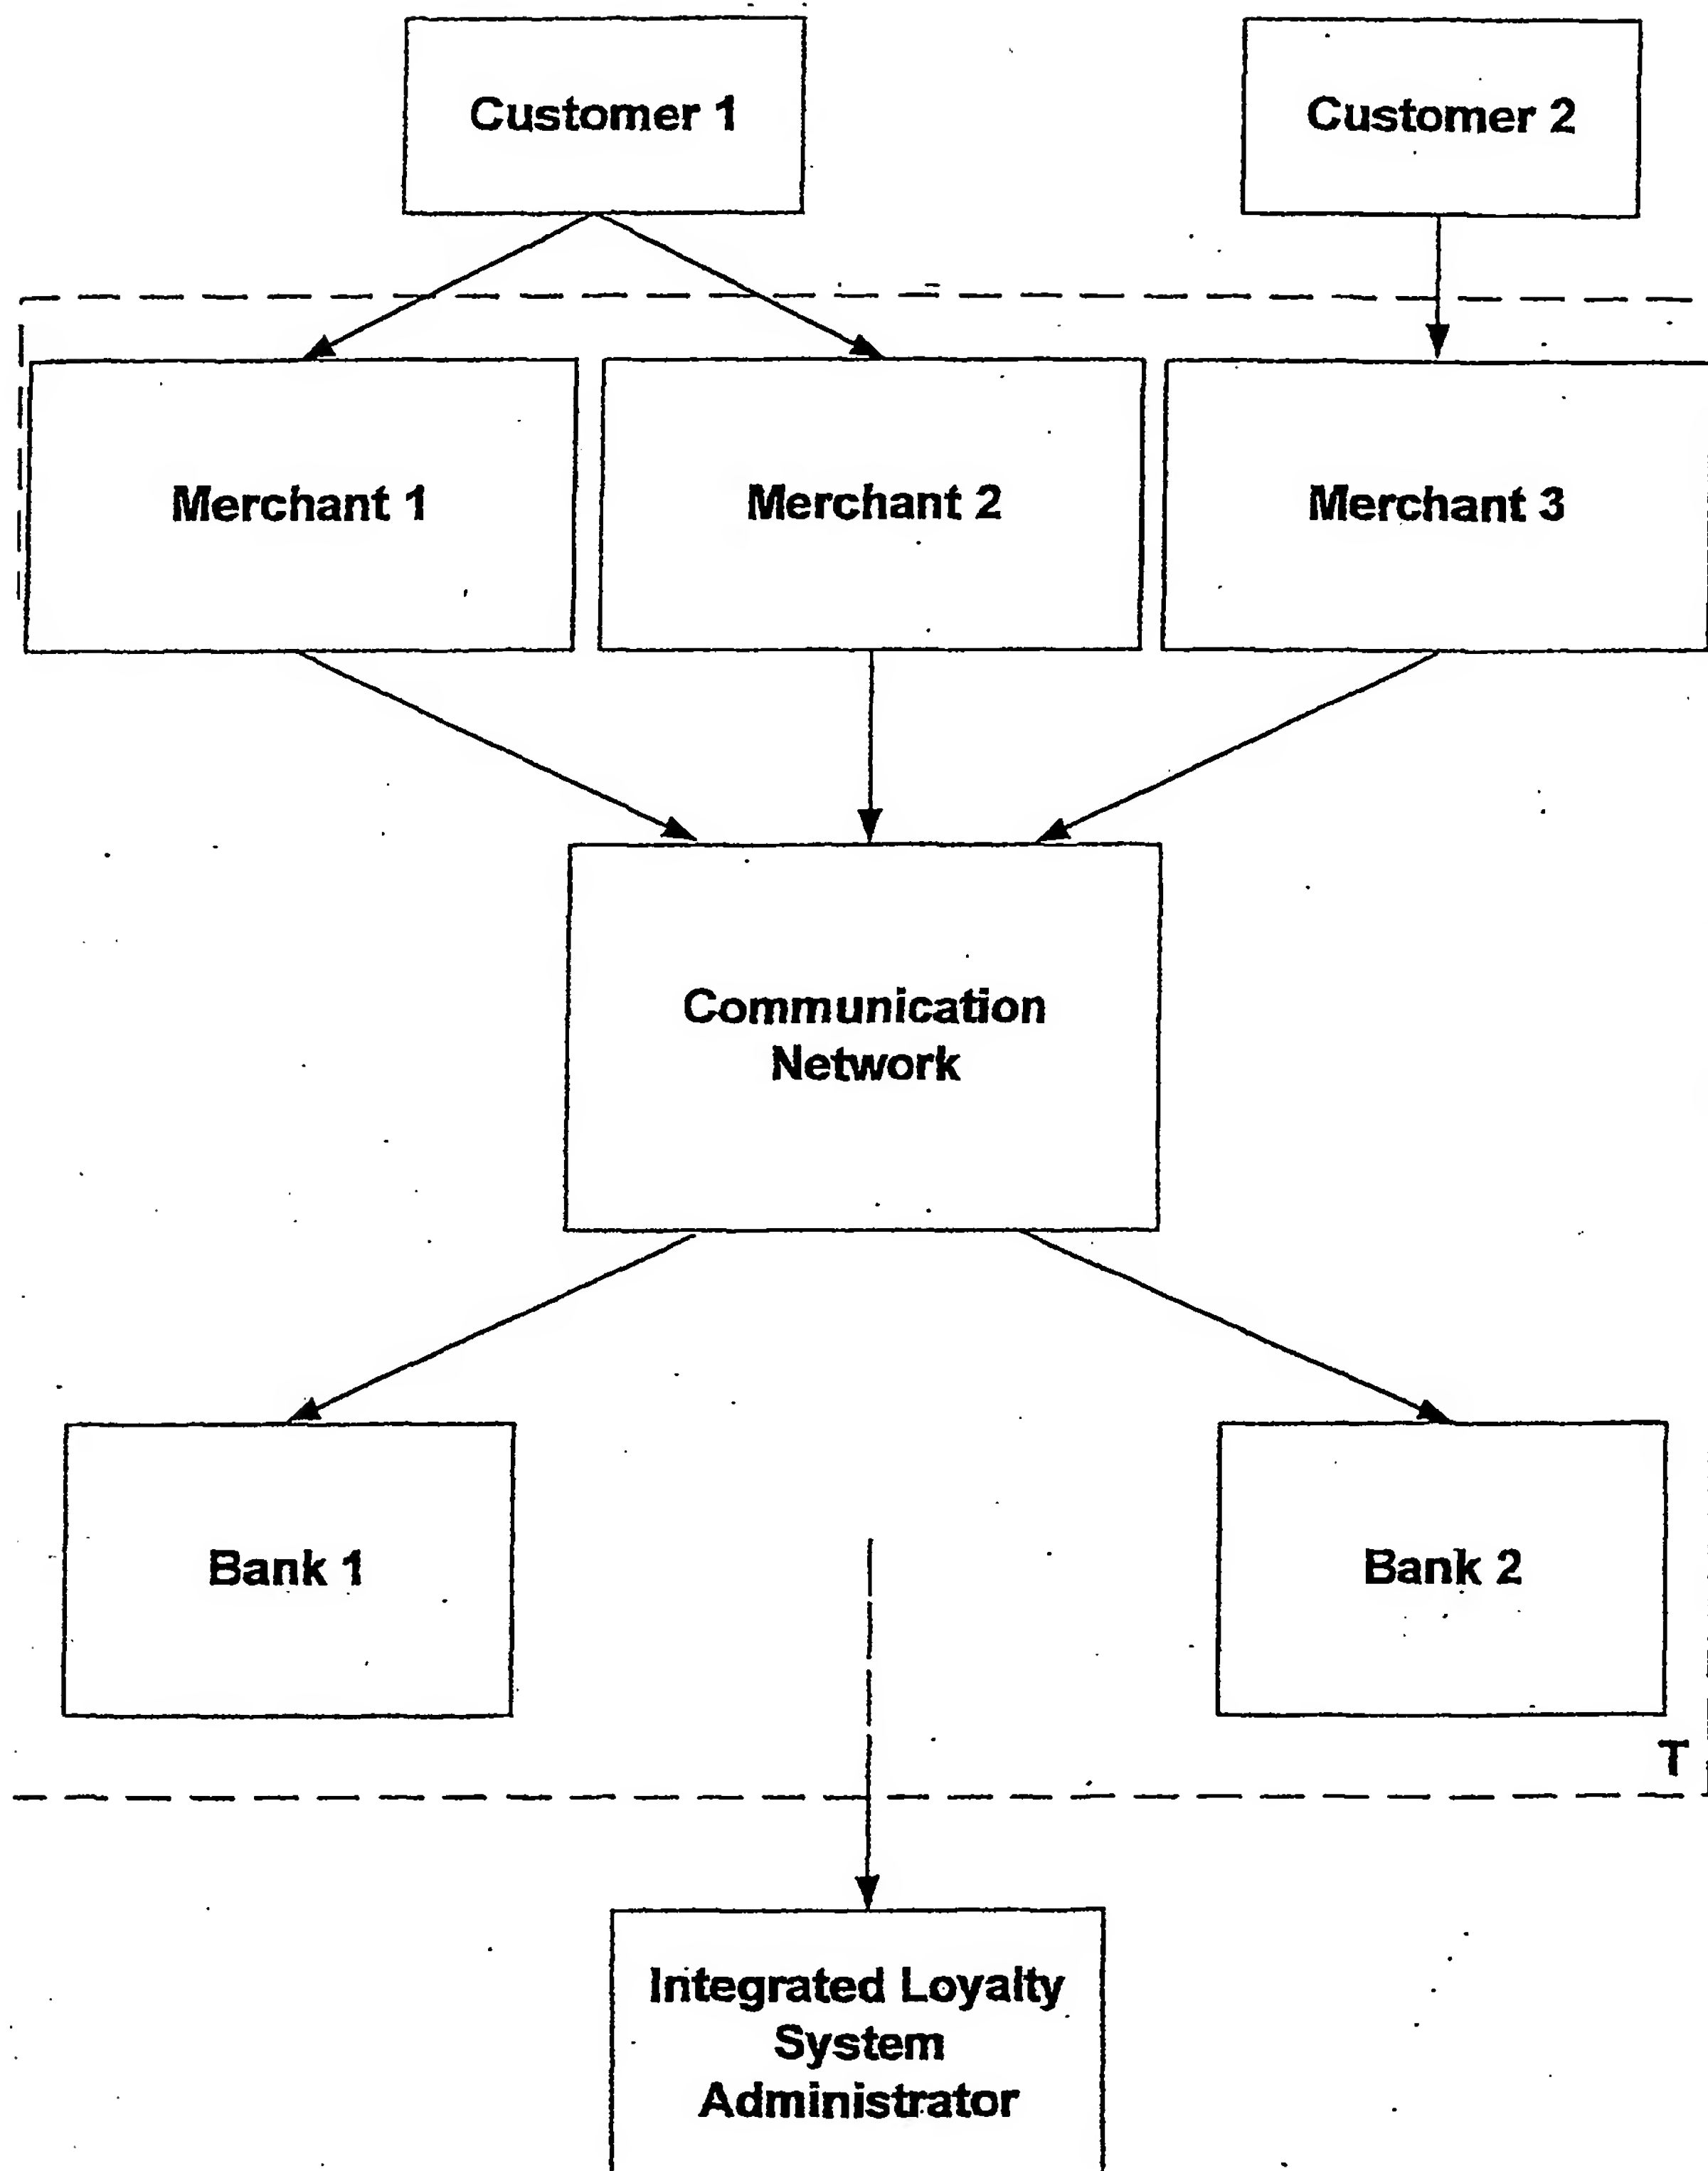 Customer 1
Customer 2
Merchant 1
Merchant 2
Merchant 3
Communication
Network
Bank 1
Bank 2
T
Integrated Loyalty
System
Administrator